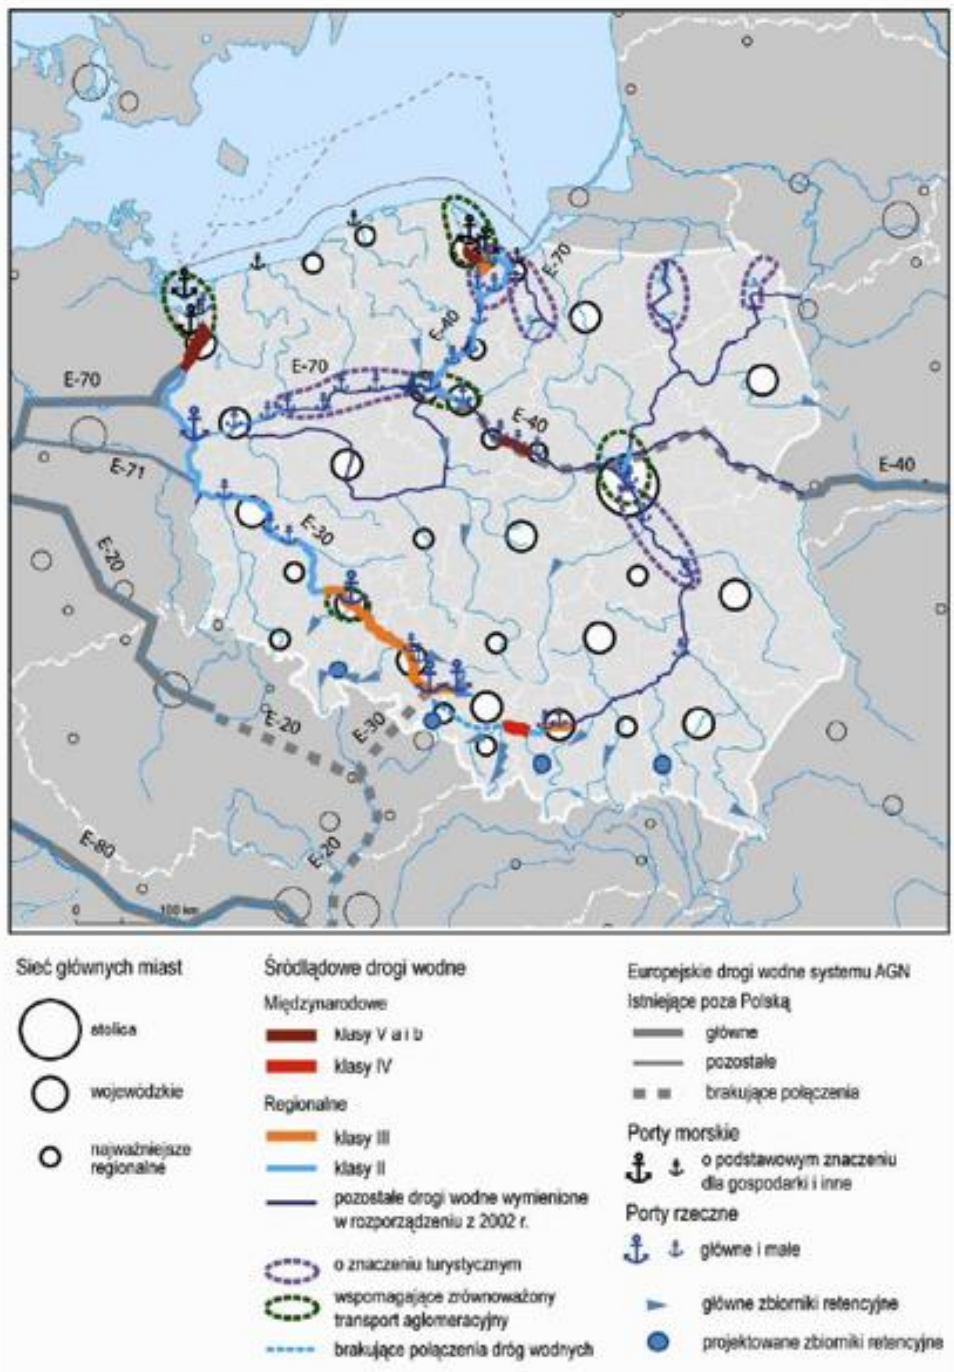 E-70
E-40
E-70
E-70
E-40
E-71
E-40
E-30
E-20
E-20
E-30
E-20
E-80
0 100 km
Sieć głównych miast
stolica
wojewódzkie
najważniejsze
regionalne
Śródlądowe drogi wodne
Międzynarodowe
klasy V a i b
klasy IV
Regionalne
klasy III
klasy II
pozostałe drogi wodne wymienione
w rozporządzeniu z 2002 r.
o znaczeniu turystycznym
wspomagające zrównoważony
transport aglomeracyjny
brakujące połączenia dróg wodnych
Europejskie drogi wodne systemu AGN
Istniejące poza Polską
główne
pozostałe
brakujące połączenia
Porty morskie
o podstawowym znaczeniu
dla gospodarki i inne
Porty rzeczne
główne i małe
główne zbiorniki retencyjne
projektowane zbiorniki retencyjne